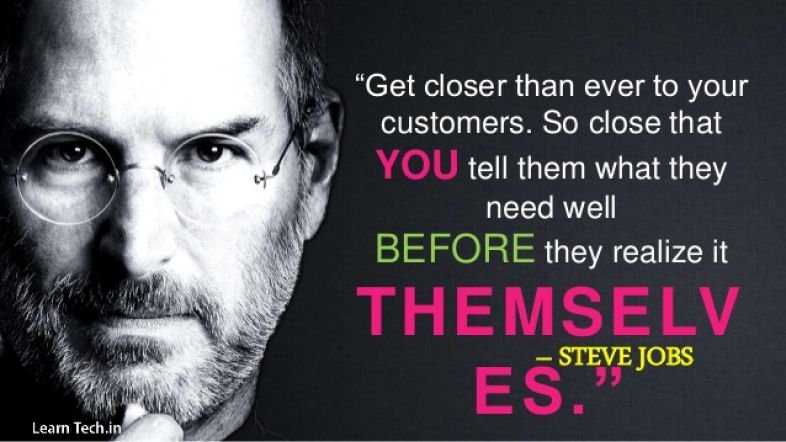 “Get closer than ever to your
customers. So close that
YOU tell them what they
need well
BEFORE they realize it
THEMSELV
ES.”
– STEVE JOBS
Learn Tech.in